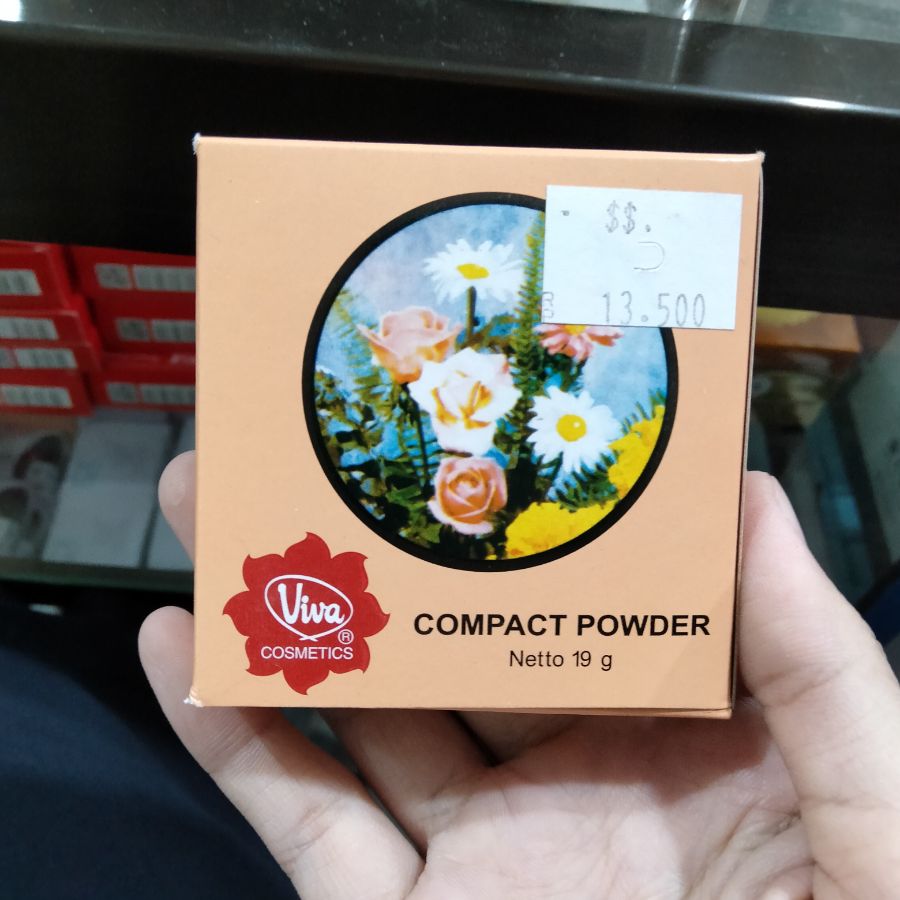 $$.
13.500
Viva
®
COSMETICS
COMPACT POWDER
Netto 19 g